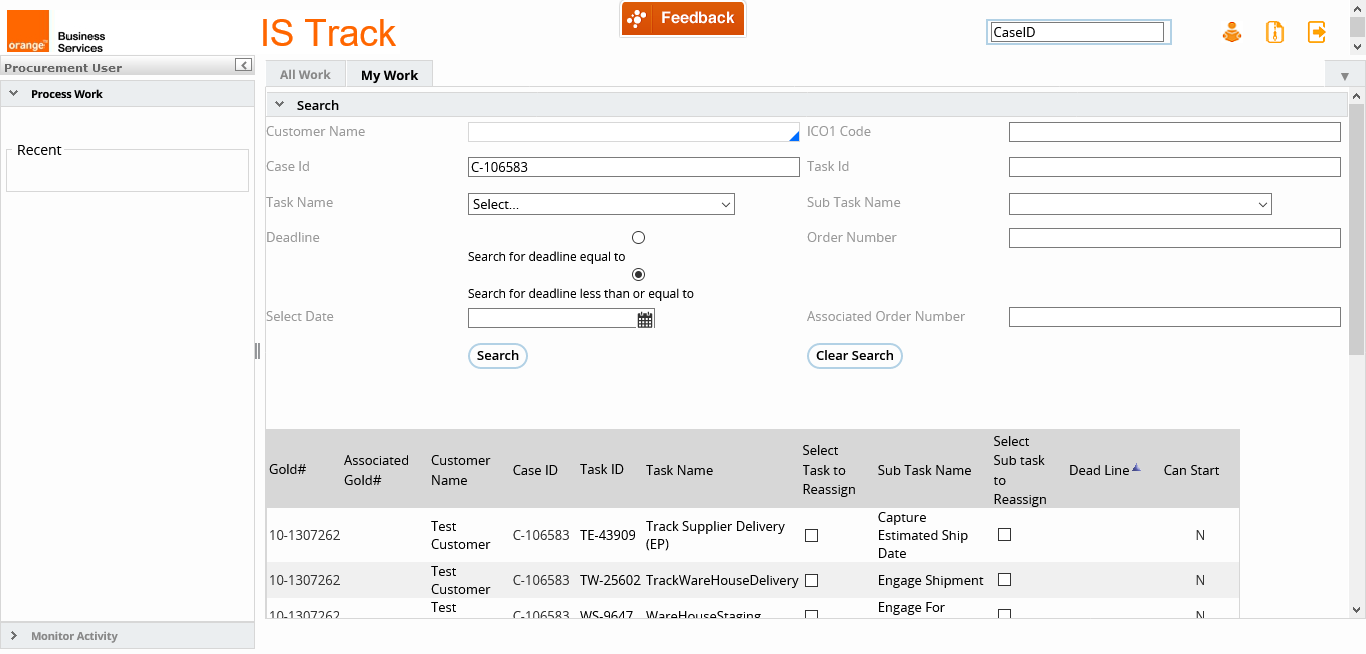 orange™
Business
Services
IS Track
Feedback
CaseID
Procurement User
Process Work
Recent
Monitor Activity
All Work
My Work
Search
Customer Name
ICO1 Code
Case Id
C-106583
Task Id
Task Name
Select...
Sub Task Name
Deadline
Order Number
Search for deadline equal to
Search for deadline less than or equal to
Select Date
Associated Order Number
Search
Clear Search
Gold#
Associated
Gold#
Customer
Name
Case ID
Task ID
Task Name
Select
Task to
Reassign
Sub Task Name
Select
Sub task
to
Reassign
Dead Line
Can Start
10-1307262
Test
Customer
C-106583
TE-43909
Track Supplier Delivery
(EP)
Capture
Estimated Ship
Date
N
10-1307262
Test
Customer
C-106583
TW-25602
TrackWareHouseDelivery
Engage Shipment
N
10-1307262
Test
C-106583
WS-9647
WareHouseStaging
Engage For
N